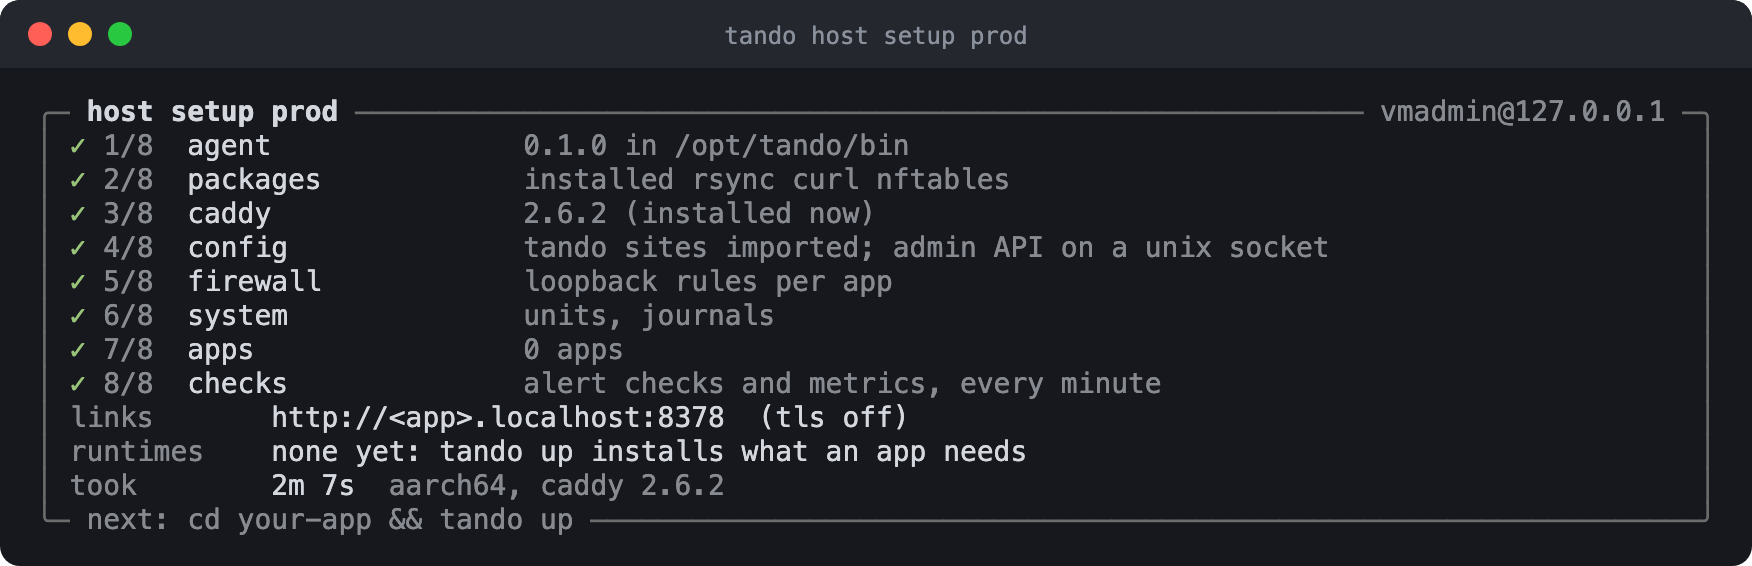 tando host setup prod
host setup prod vmadmin@127.0.0.1
✓ 1/8 agent 0.1.0 in /opt/tando/bin
✓ 2/8 packages installed rsync curl nftables
✓ 3/8 caddy 2.6.2 (installed now)
✓ 4/8 config tando sites imported; admin API on a unix socket
✓ 5/8 firewall loopback rules per app
✓ 6/8 system units, journals
✓ 7/8 apps 0 apps
✓ 8/8 checks alert checks and metrics, every minute
links http://<app>.localhost:8378 (tls off)
runtimes none yet: tando up installs what an app needs
took 2m 7s aarch64, caddy 2.6.2
next: cd your-app && tando up